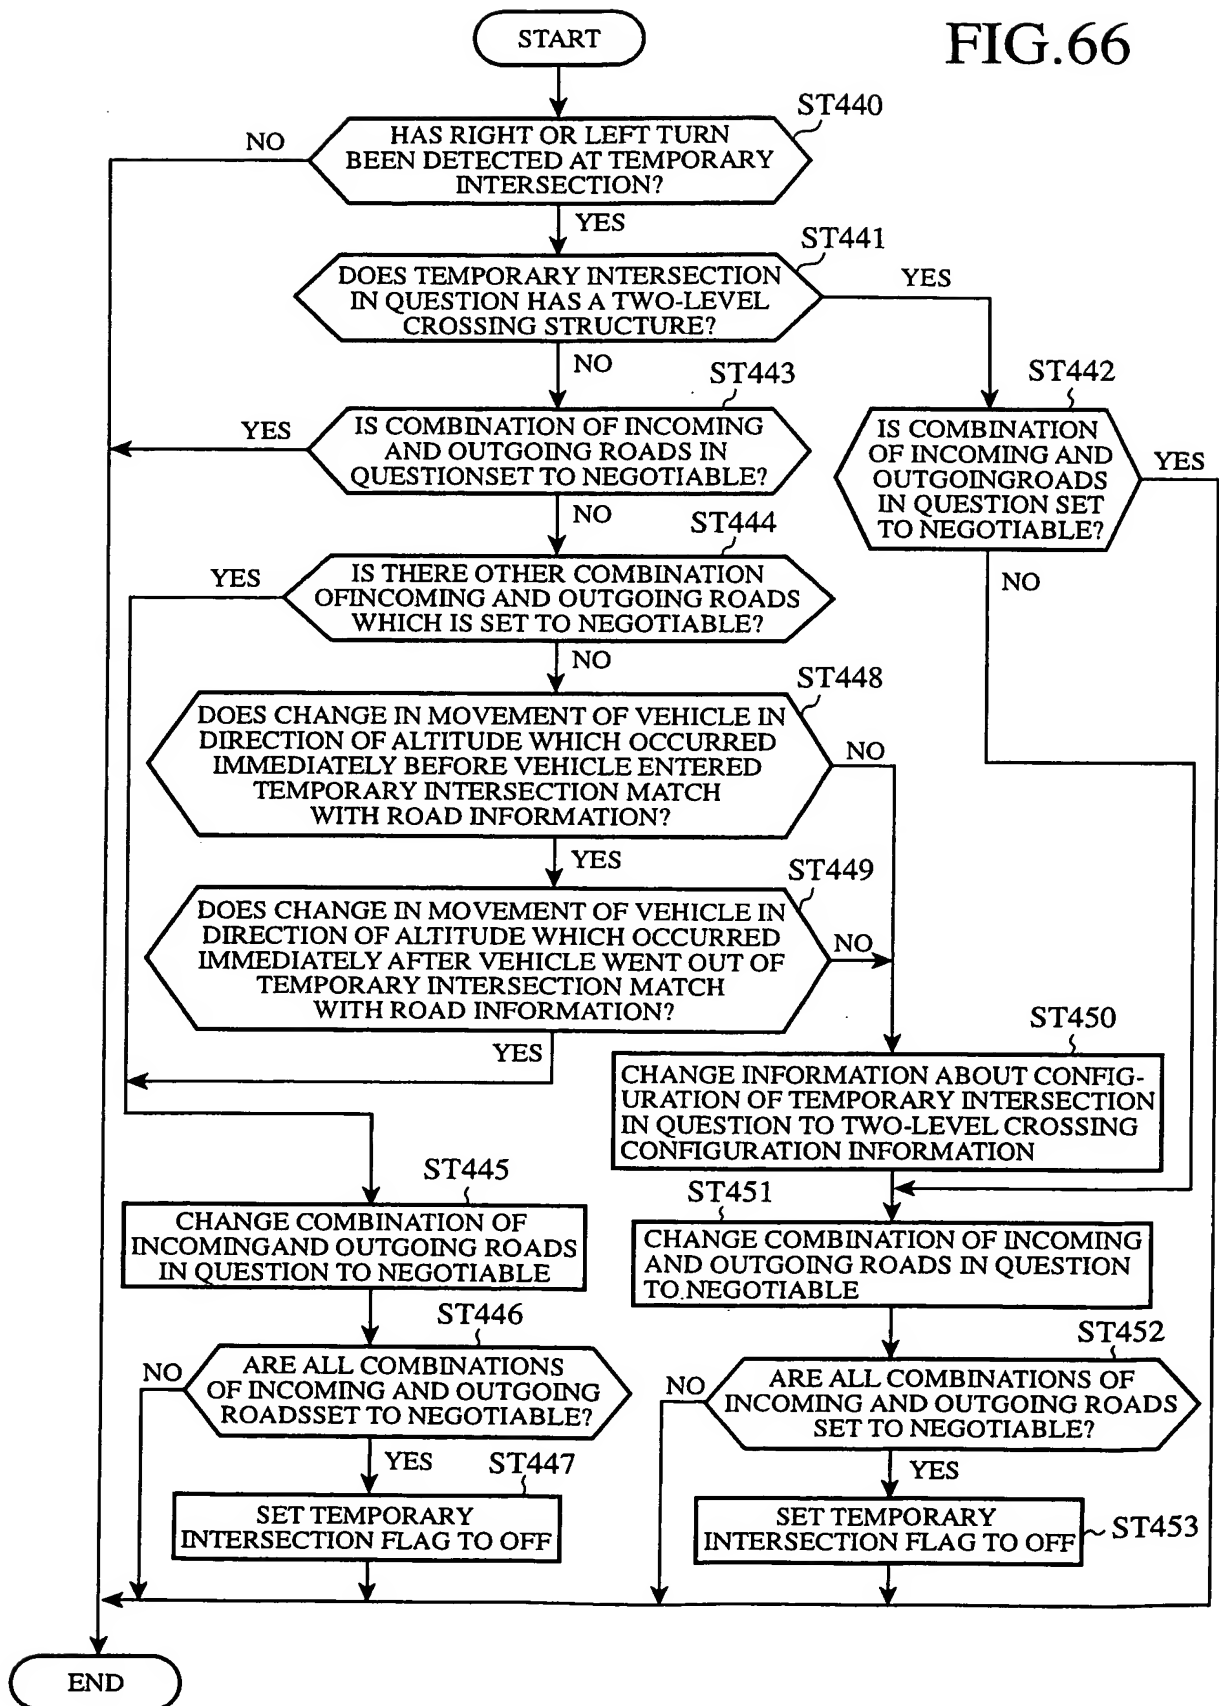 FIG.66
START
ST440
NO
HAS RIGHT OR LEFT TURN
BEEN DETECTED AT TEMPORARY
INTERSECTION?
YES
ST441
DOES TEMPORARY INTERSECTION
IN QUESTION HAS A TWO-LEVEL
CROSSING STRUCTURE?
YES
NO
ST443
ST442
YES
IS COMBINATION OF INCOMING
AND OUTGOING ROADS IN
QUESTIONSET TO NEGOTIABLE?
IS COMBINATION
OF INCOMING AND
OUTGOINGROADS
IN QUESTION SET
TO NEGOTIABLE?
YES
NO
NO
ST444
YES
IS THERE OTHER COMBINATION
OFINCOMING AND OUTGOING ROADS
WHICH IS SET TO NEGOTIABLE?
NO
ST448
DOES CHANGE IN MOVEMENT OF VEHICLE IN
DIRECTION OF ALTITUDE WHICH OCCURRED
IMMEDIATELY BEFORE VEHICLE ENTERED
TEMPORARY INTERSECTION MATCH
WITH ROAD INFORMATION?
NO
YES
ST449
DOES CHANGE IN MOVEMENT OF VEHICLE IN
DIRECTION OF ALTITUDE WHICH OCCURRED
IMMEDIATELY AFTER VEHICLE WENT OUT OF
TEMPORARY INTERSECTION MATCH
WITH ROAD INFORMATION?
NO
YES
ST450
CHANGE INFORMATION ABOUT CONFIG-
URATION OF TEMPORARY INTERSECTION
IN QUESTION TO TWO-LEVEL CROSSING
CONFIGURATION INFORMATION
ST445
CHANGE COMBINATION OF
INCOMINGAND OUTGOING ROADS
IN QUESTION TO NEGOTIABLE
ST451
CHANGE COMBINATION OF INCOMING
AND OUTGOING ROADS IN QUESTION
TO NEGOTIABLE
ST446
NO
ARE ALL COMBINATIONS
OF INCOMING AND OUTGOING
ROADSSET TO NEGOTIABLE?
ST452
NO
ARE ALL COMBINATIONS OF
INCOMING AND OUTGOING ROADS
SET TO NEGOTIABLE?
YES
ST447
SET TEMPORARY
INTERSECTION FLAG TO OFF
YES
SET TEMPORARY
INTERSECTION FLAG TO OFF
ST453
END